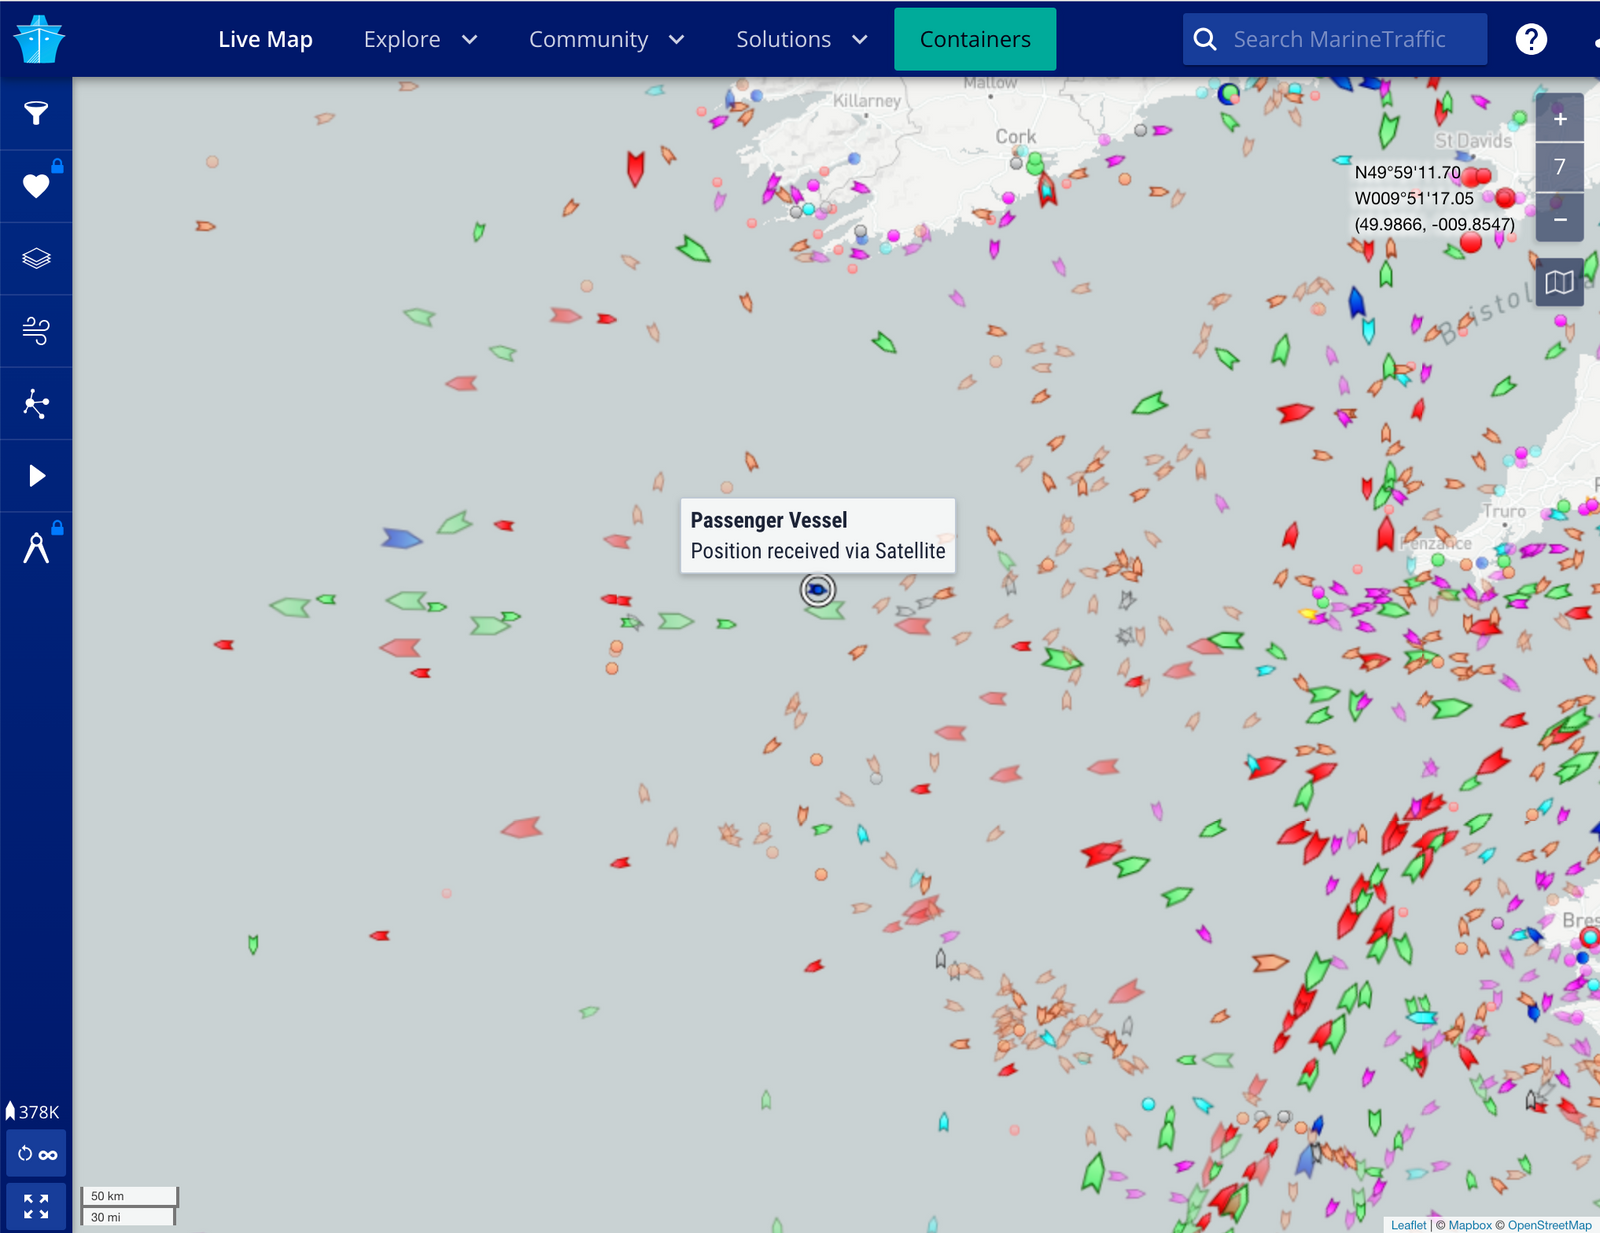 Live Map Explore Community Solutions Containers Search MarineTraffic ?
Killarney
Mallow
Cork
St Davids
+
7
−
N49°59'11.70
W009°51'17.05
(49.9866, -009.8547)
Bristol
Passenger Vessel
Position received via Satellite
Truro
Penzance
Bres
378K
50 km
30 mi
Leaflet | © Mapbox © OpenStreetMap